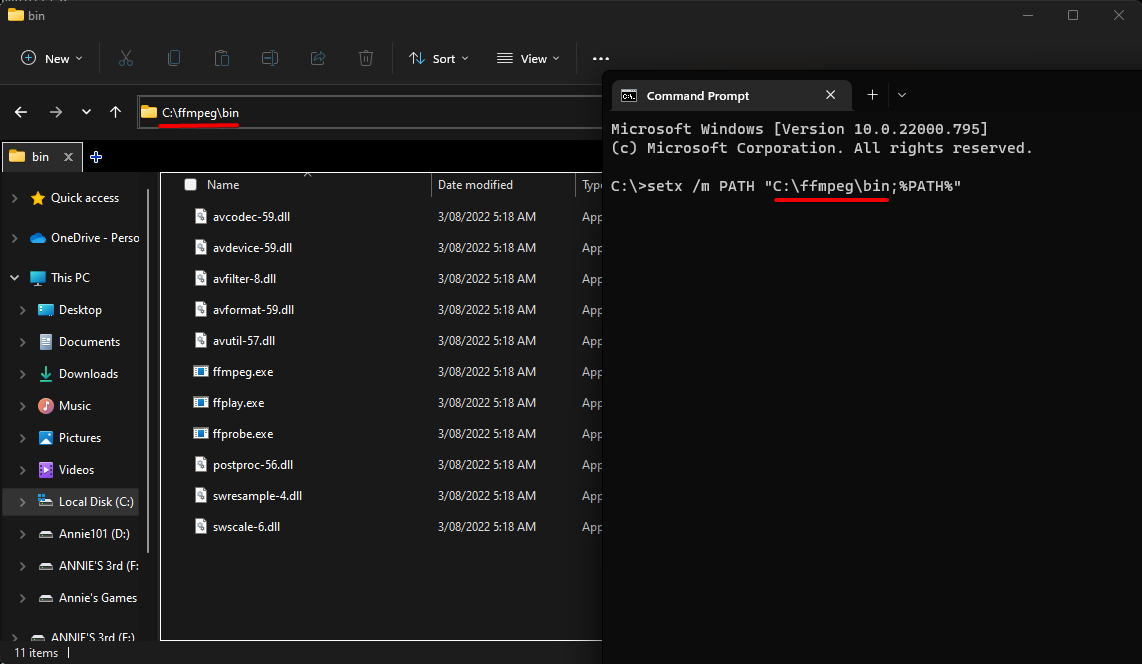 bin
New
Sort
View
C:\ffmpeg\bin
bin
Quick access
OneDrive - Perso
This PC
Desktop
Documents
Downloads
Music
Pictures
Videos
Local Disk (C:)
Annie101 (D:)
ANNIE'S 3rd (F:
Annie's Games
ANNIE'S 3rd (F:)
11 items
Name Date modified Type
avcodec-59.dll 3/08/2022 5:18 AM App
avdevice-59.dll 3/08/2022 5:18 AM App
avfilter-8.dll 3/08/2022 5:18 AM App
avformat-59.dll 3/08/2022 5:18 AM App
avutil-57.dll 3/08/2022 5:18 AM App
ffmpeg.exe 3/08/2022 5:18 AM App
ffplay.exe 3/08/2022 5:18 AM App
ffprobe.exe 3/08/2022 5:18 AM App
postproc-56.dll 3/08/2022 5:18 AM App
swresample-4.dll 3/08/2022 5:18 AM App
swscale-6.dll 3/08/2022 5:18 AM App
Command Prompt
Microsoft Windows [Version 10.0.22000.795]
(c) Microsoft Corporation. All rights reserved.
C:\>setx /m PATH "C:\ffmpeg\bin;%PATH%"